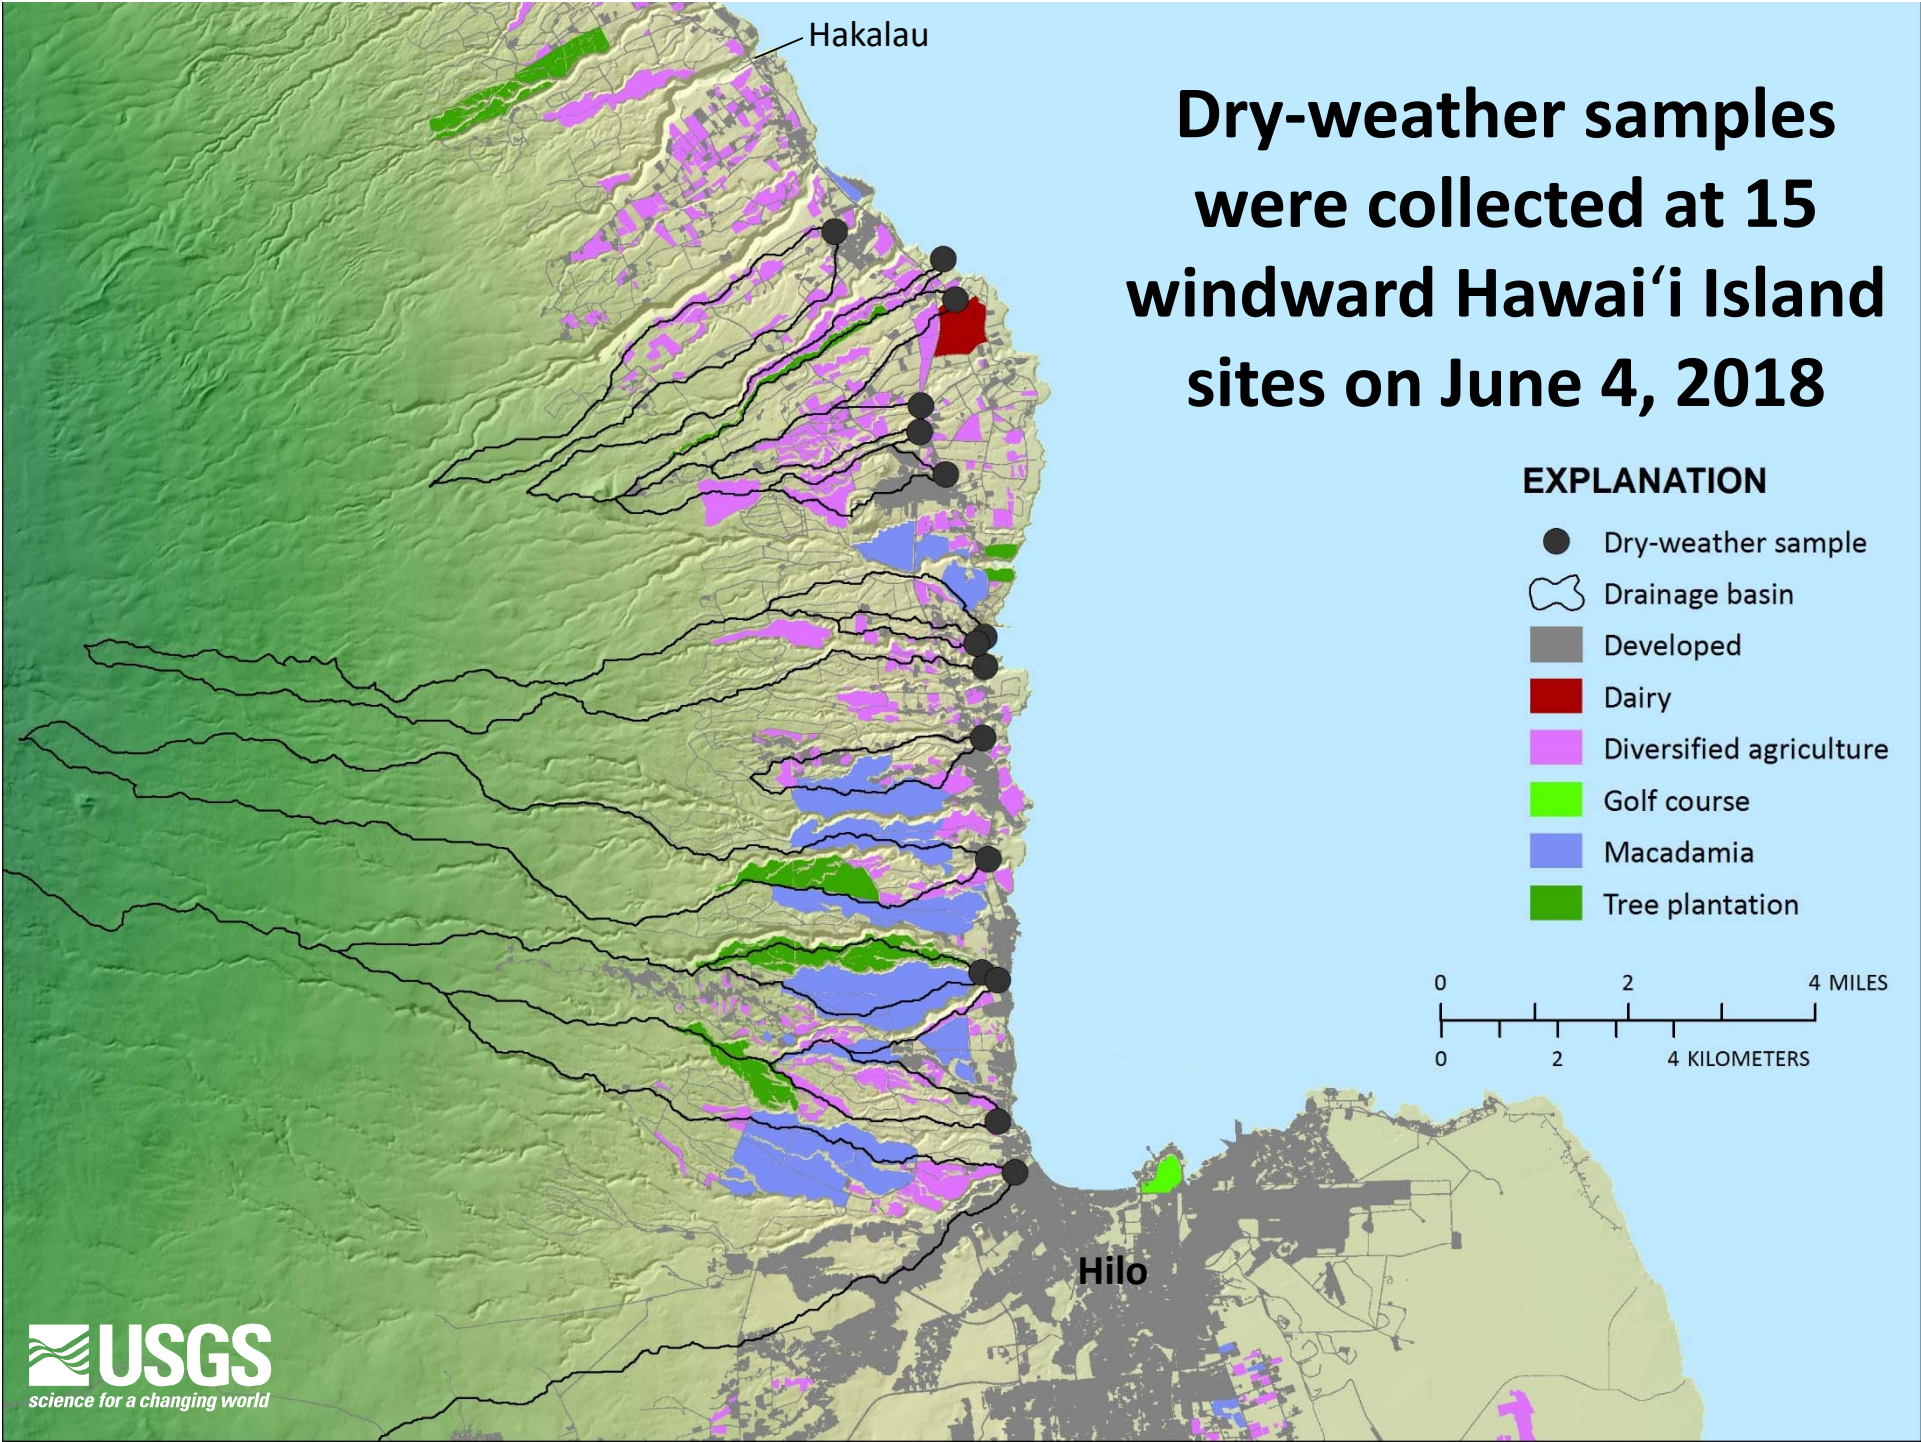 Hakalau
Dry-weather samples
were collected at 15
windward Hawaiʻi Island
sites on June 4, 2018
EXPLANATION
Dry-weather sample
Drainage basin
Developed
Dairy
Diversified agriculture
Golf course
Macadamia
Tree plantation
0 2 4 MILES
0 2 4 KILOMETERS
Hilo
USGS
science for a changing world